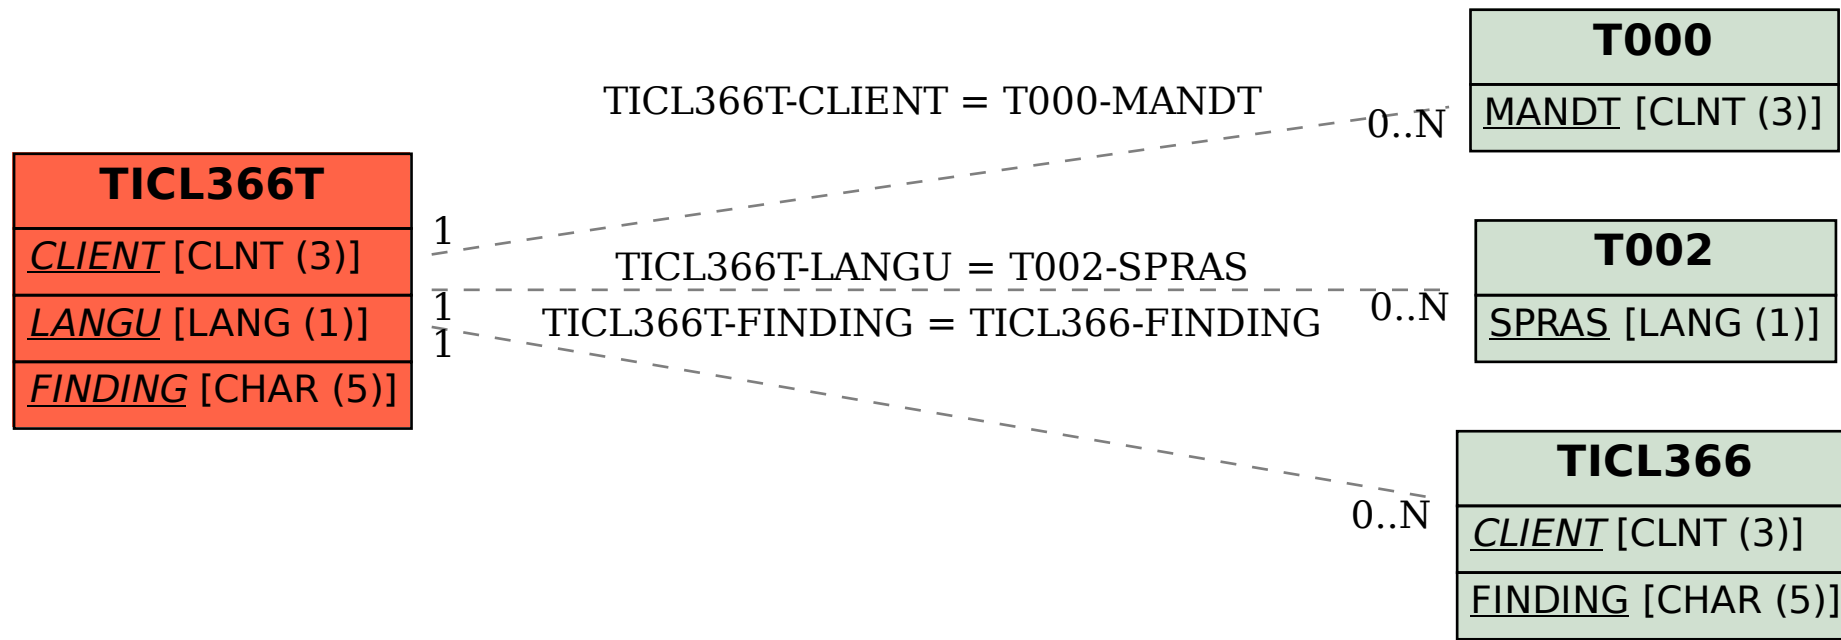 TICL366T
CLIENT [CLNT (3)]
LANGU [LANG (1)]
FINDING [CHAR (5)]
TICL366T-CLIENT = T000-MANDT
1
0..N
TICL366T-LANGU = T002-SPRAS
1
0..N
TICL366T-FINDING = TICL366-FINDING
1
0..N
T000
MANDT [CLNT (3)]
T002
SPRAS [LANG (1)]
TICL366
CLIENT [CLNT (3)]
FINDING [CHAR (5)]